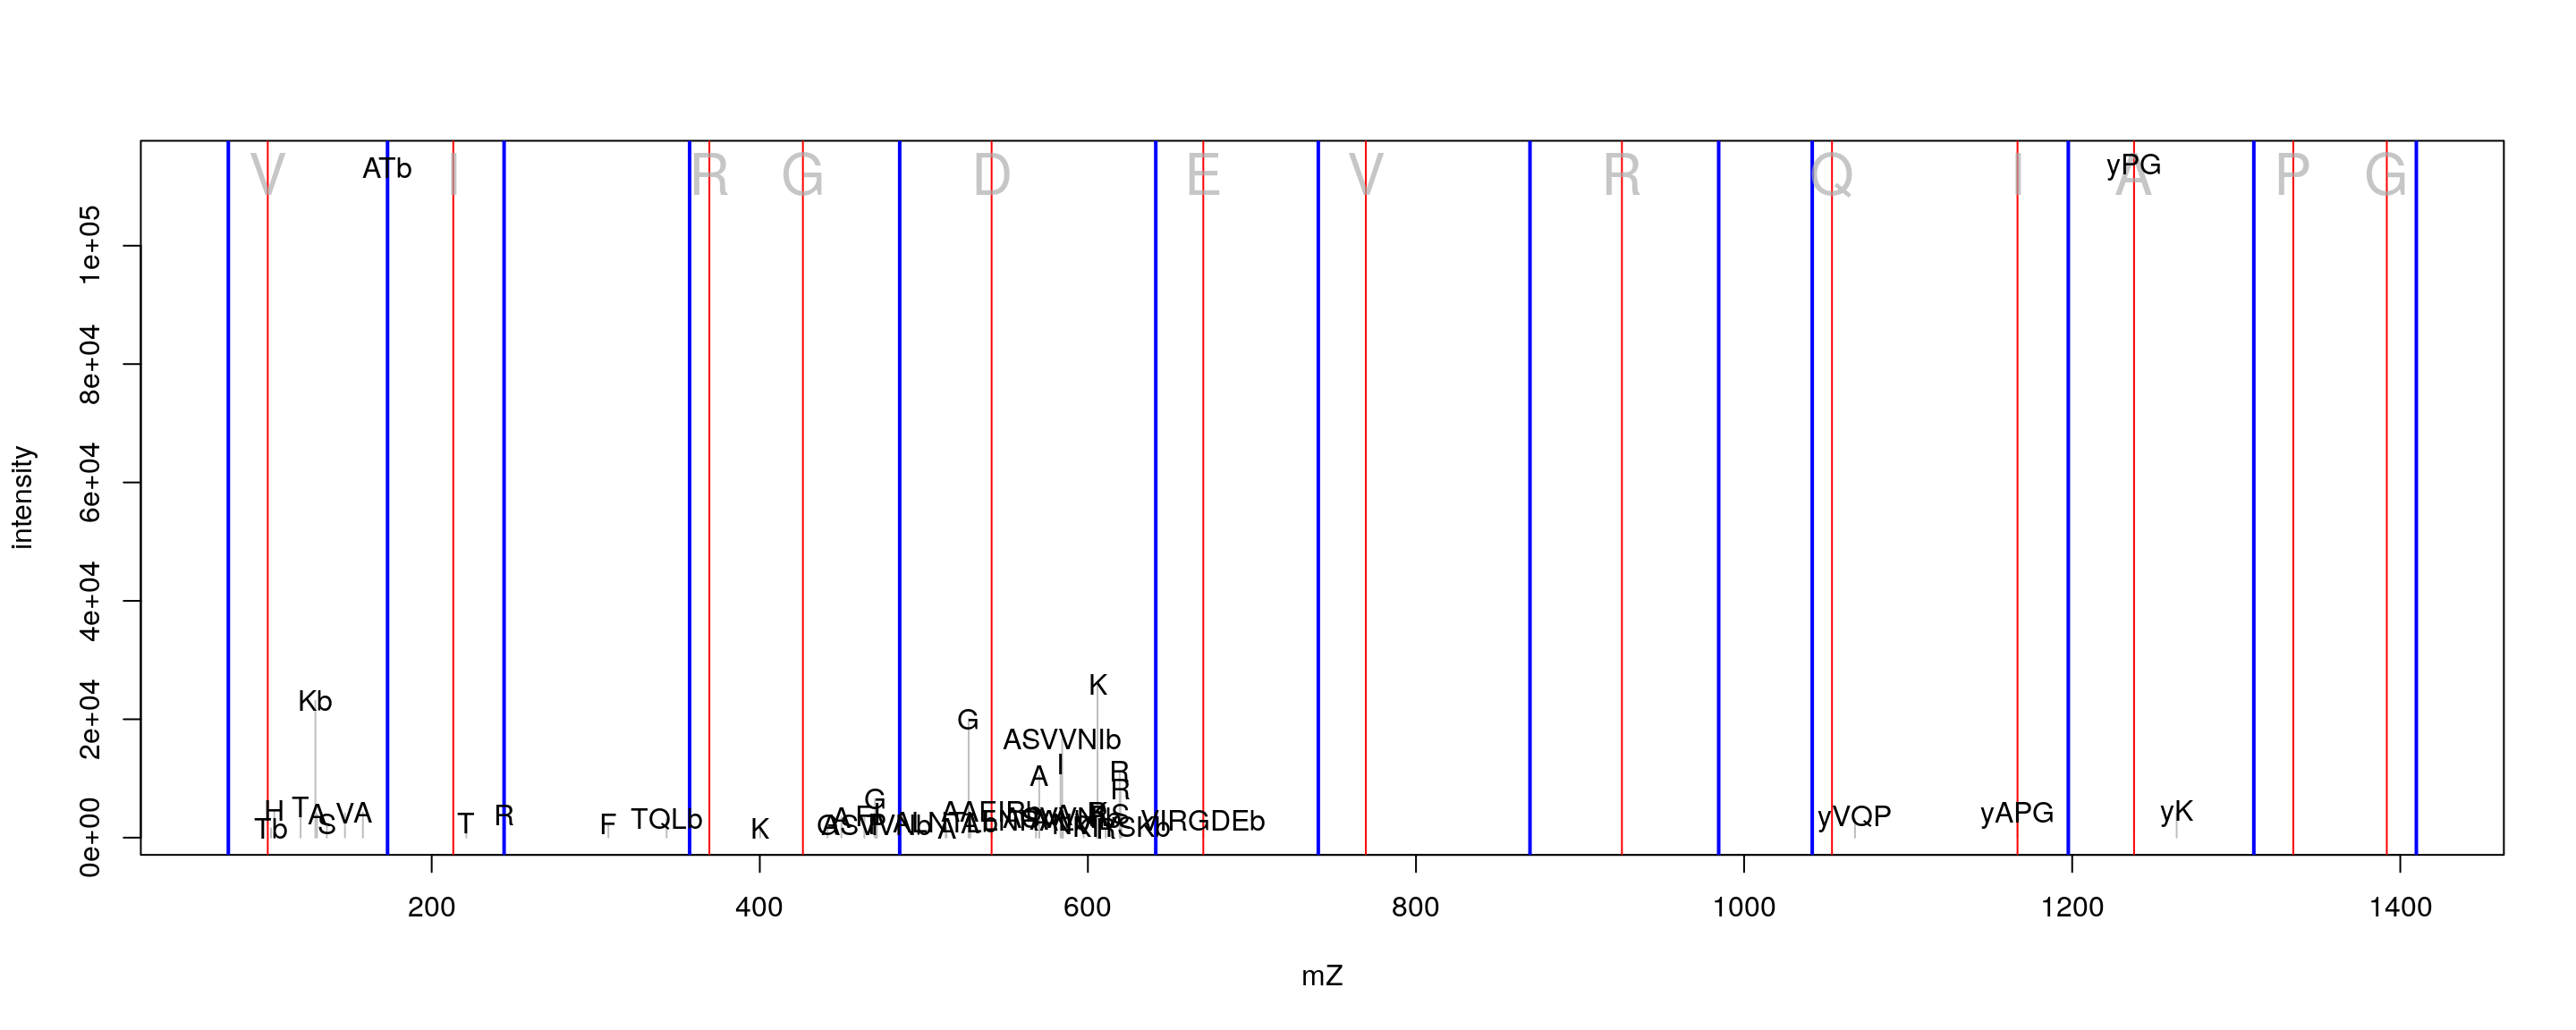 V I R G D E V R Q I A P G
ATb yPG
1e+05
8e+04
6e+04
4e+04
2e+04
0e+00
intensity
K
Kb
G
ASVVNIb
I
A
R
R
G
H T A S VA
Tb
T
R
F
TQLb
K
VIRGDEb
yVQP
yAPG
yK
200 400 600 800 1000 1200 1400
mZ